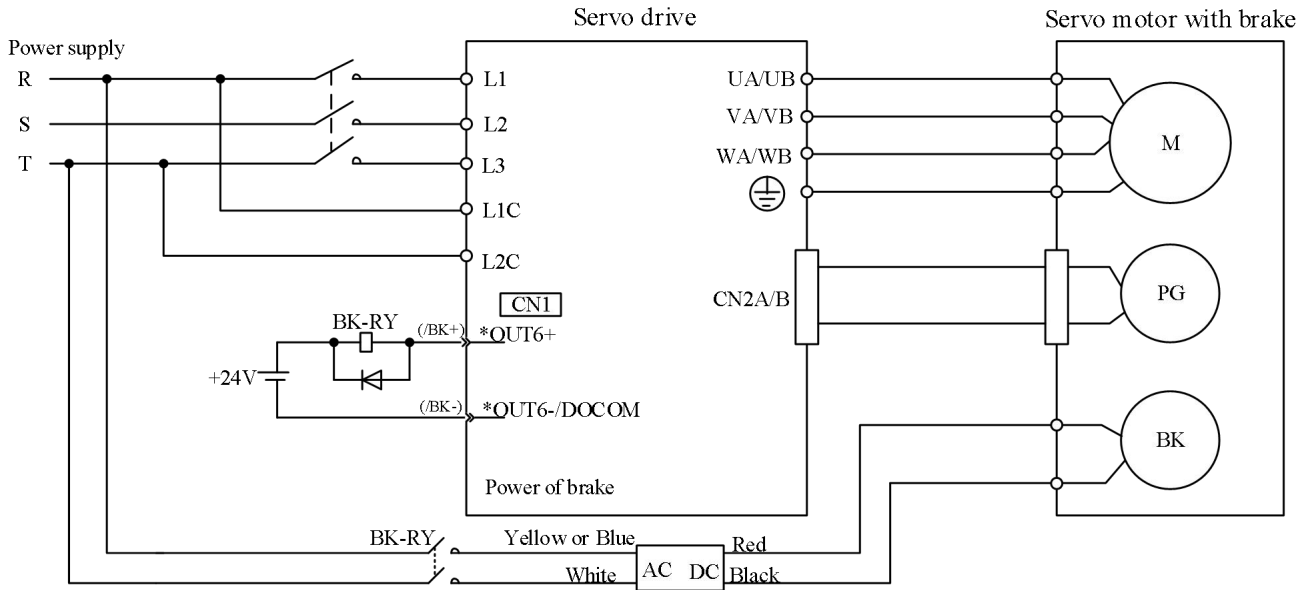 Servo drive
Servo motor with brake
Power supply
R
L1
UA/UB
S
L2
VA/VB
M
T
L3
WA/WB
L1C
L2C
CN1
CN2A/B
PG
BK-RY
(/BK+)
*OUT6+
+24V
(/BK-)
*OUT6-/DOCOM
BK
Power of brake
BK-RY
Yellow or Blue
Red
White
AC
DC
Black